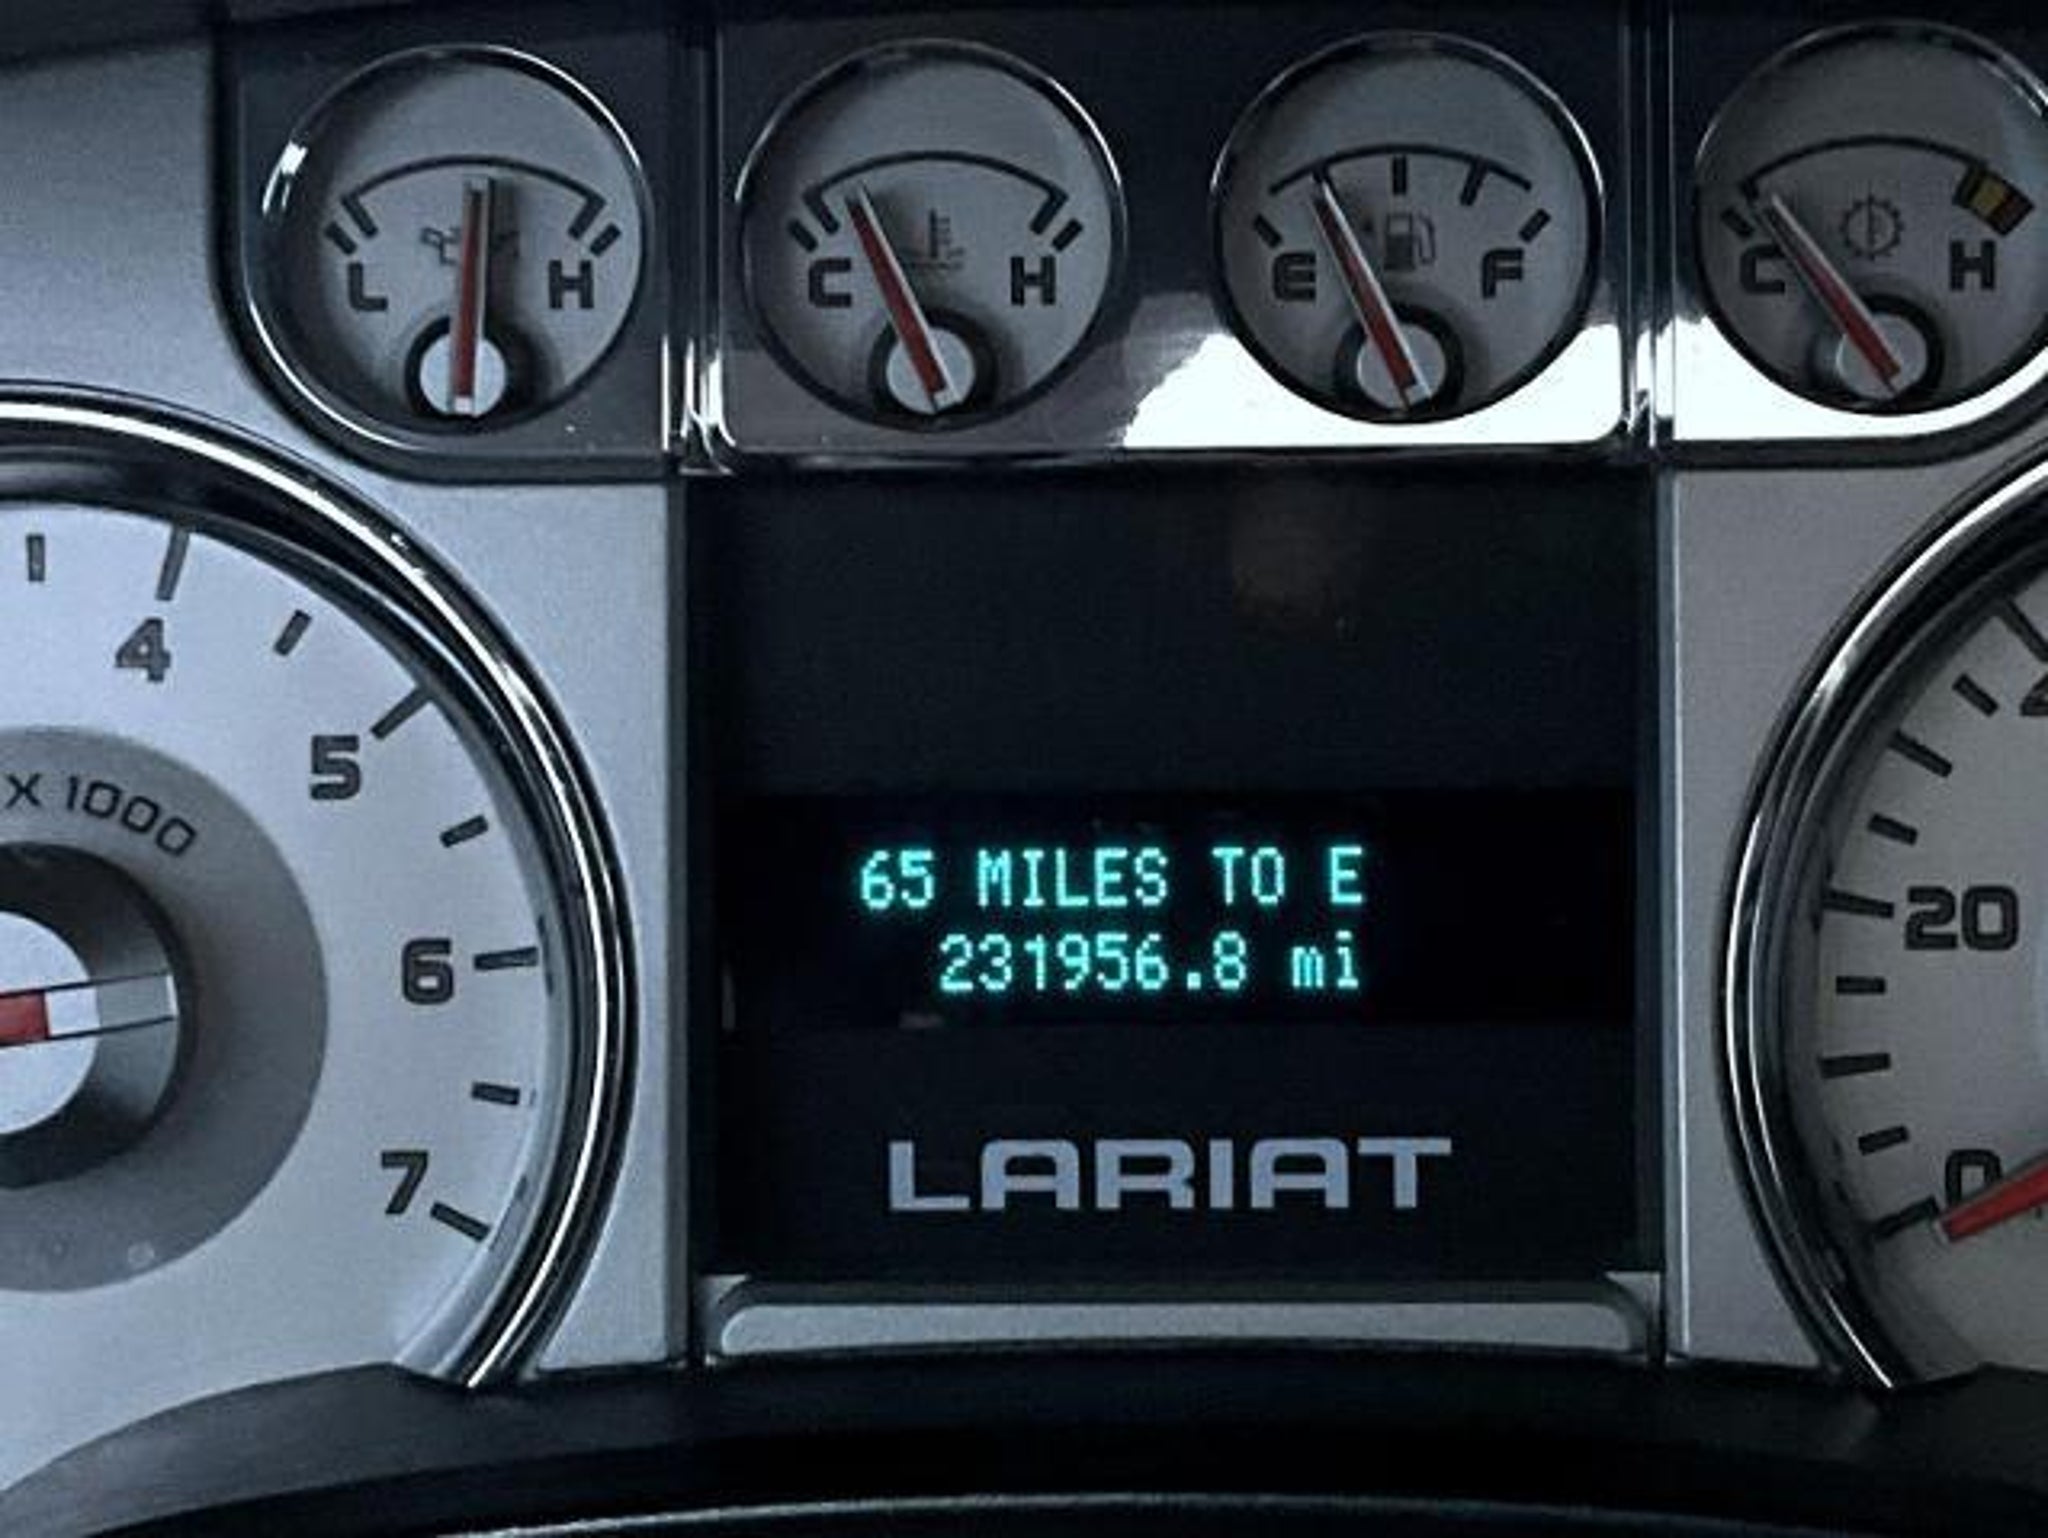 L H
C H
E F
C H
4
5
X 1000
6
7
65 MILES TO E
231956.8 mi
LARIAT
20
0